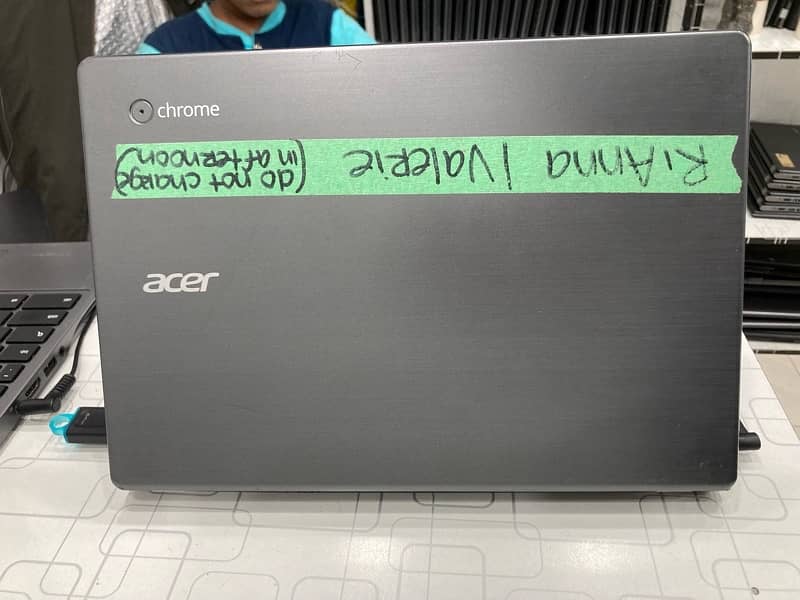 chrome
RiAnna | Valerie (do not charge
in afternoon)
acer